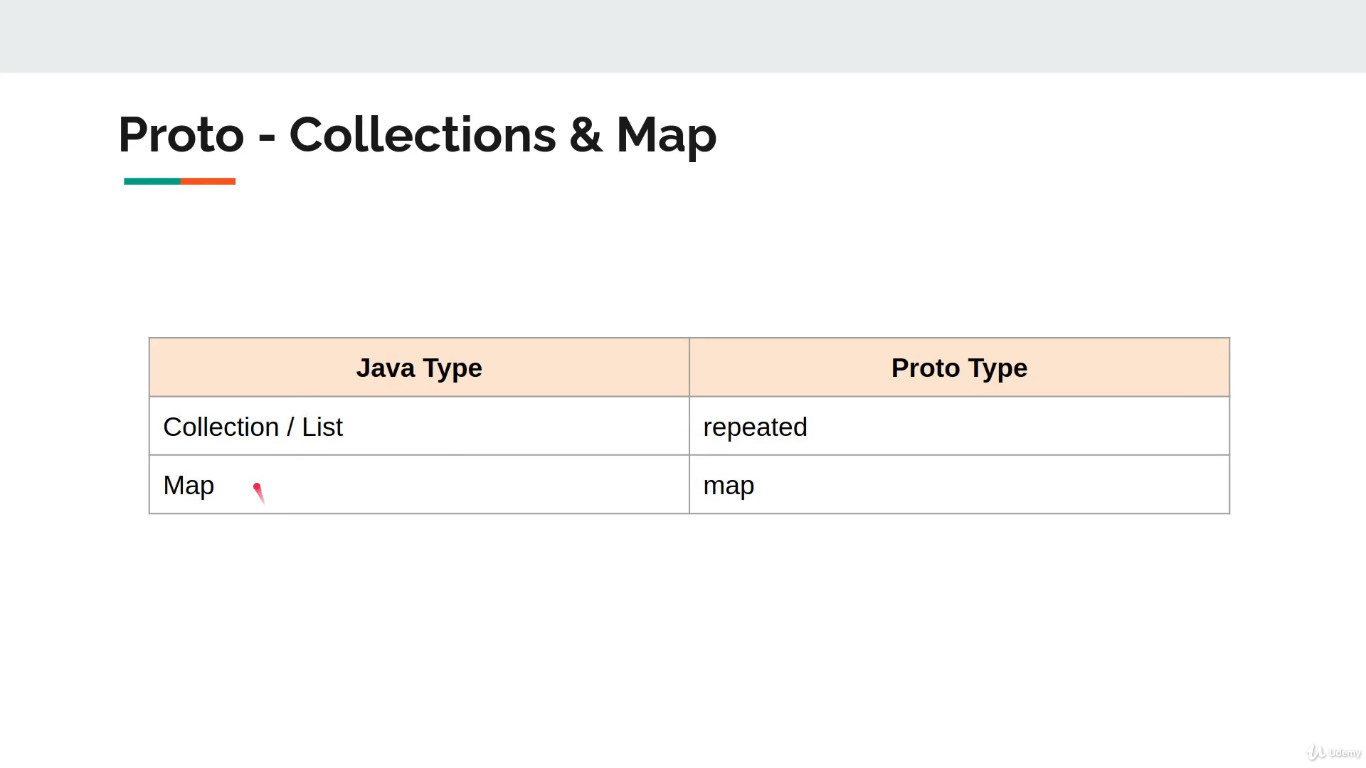 Proto - Collections & Map
Java Type Proto Type
Collection / List repeated
Map map
Udemy